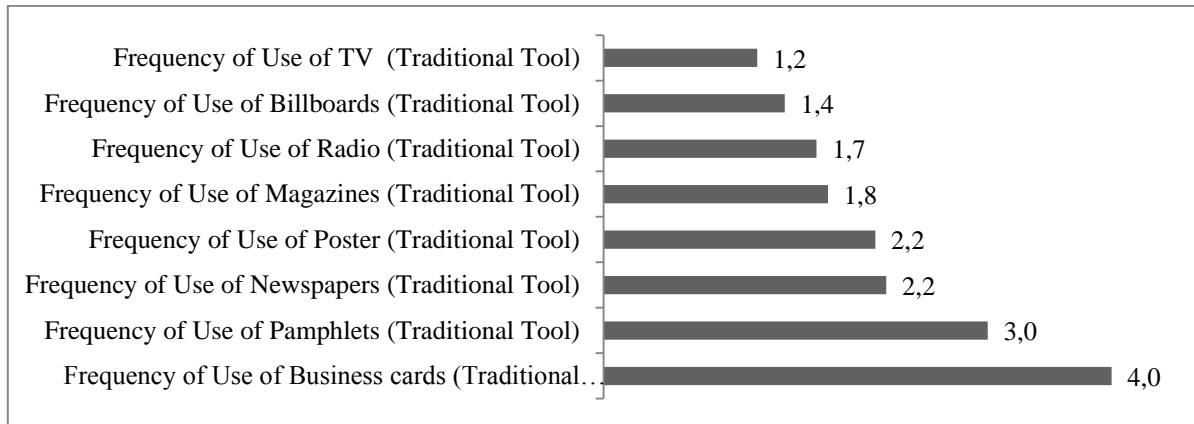 Frequency of Use of TV  (Traditional Tool) 1,2
Frequency of Use of Billboards (Traditional Tool) 1,4
Frequency of Use of Radio (Traditional Tool) 1,7
Frequency of Use of Magazines (Traditional Tool) 1,8
Frequency of Use of Poster (Traditional Tool) 2,2
Frequency of Use of Newspapers (Traditional Tool) 2,2
Frequency of Use of Pamphlets (Traditional Tool) 3,0
Frequency of Use of Business cards (Traditional… 4,0